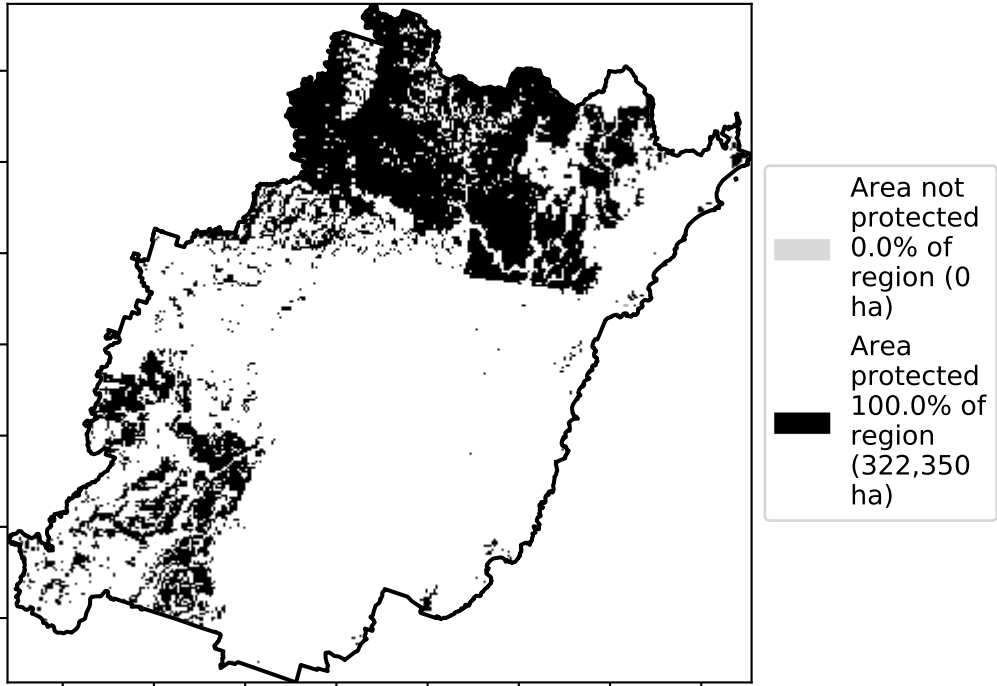 Area not
protected
0.0% of
region (0
ha)
Area
protected
100.0% of
region
(322,350
ha)